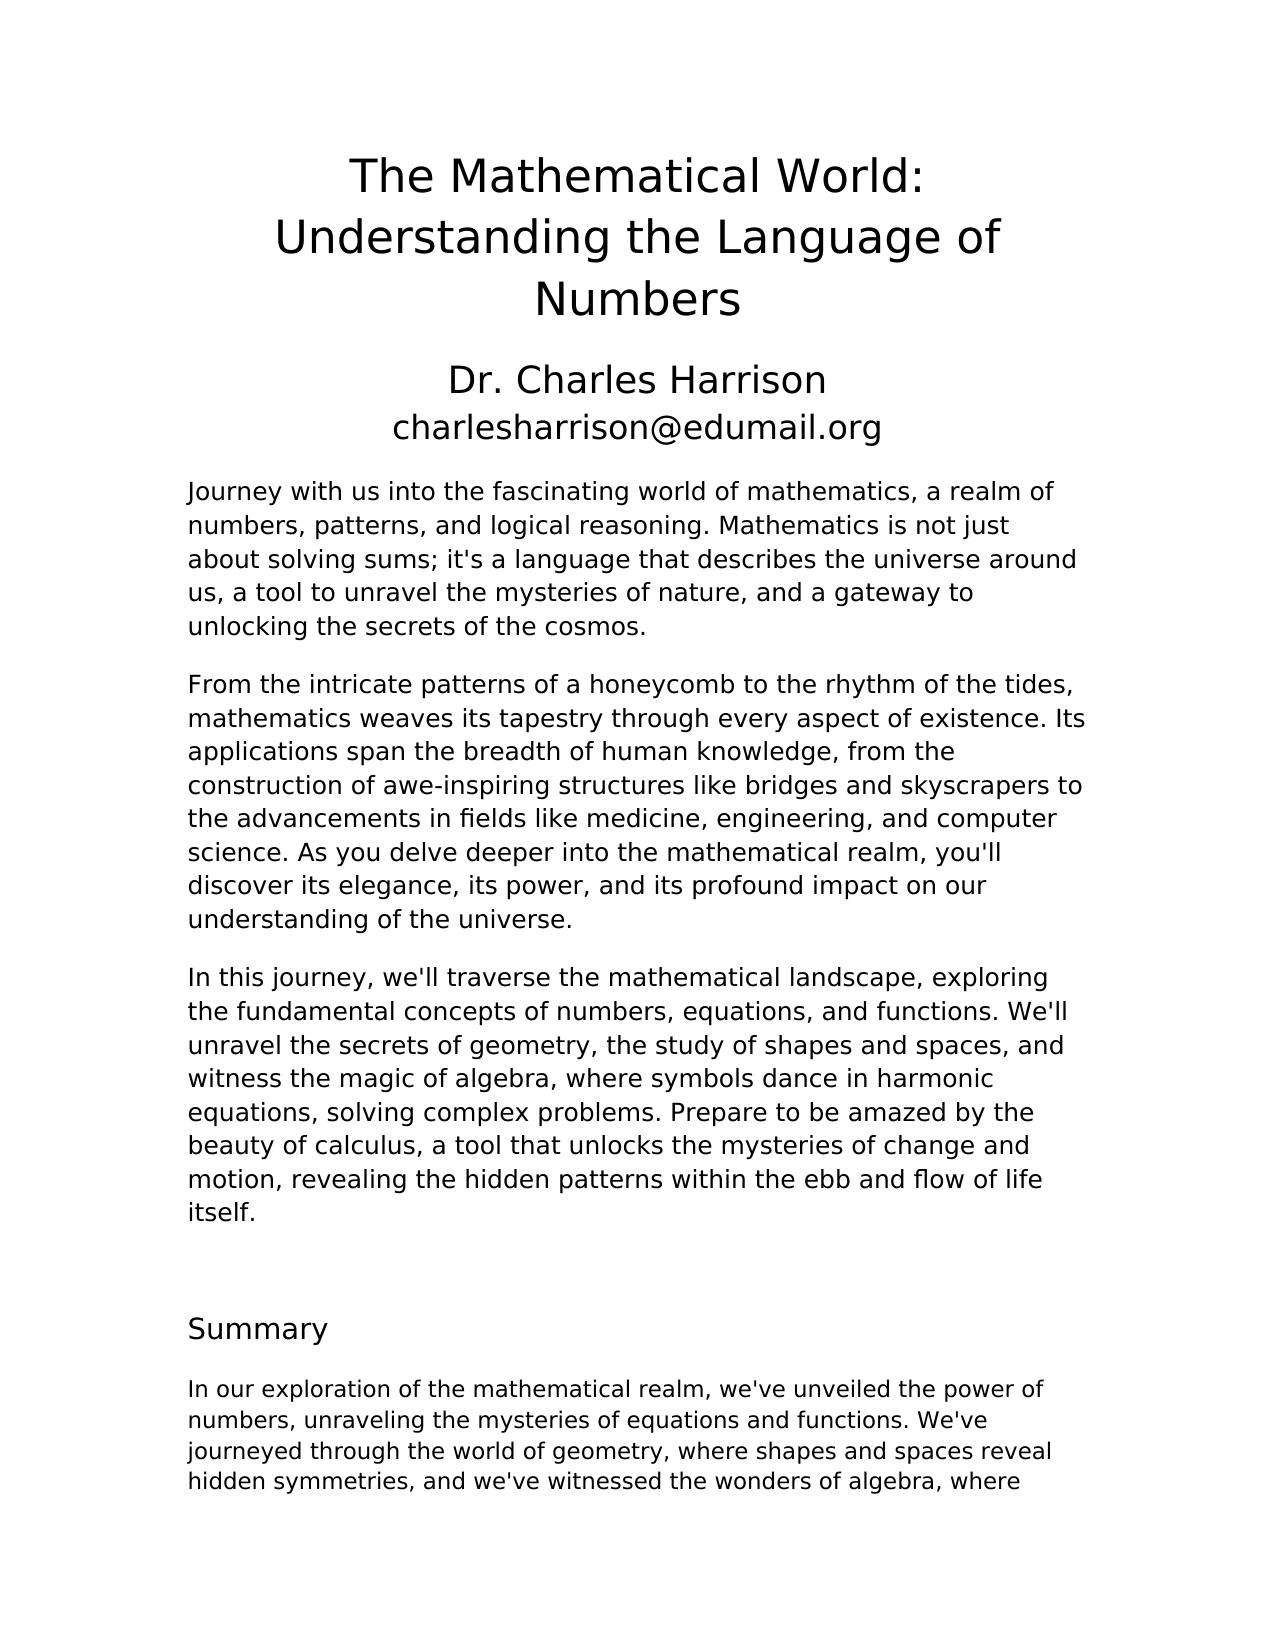 The Mathematical World:
Understanding the Language of
Numbers
Dr. Charles Harrison
charlesharrison@edumail.org
Journey with us into the fascinating world of mathematics, a realm of
numbers, patterns, and logical reasoning. Mathematics is not just
about solving sums; it's a language that describes the universe around
us, a tool to unravel the mysteries of nature, and a gateway to
unlocking the secrets of the cosmos.
From the intricate patterns of a honeycomb to the rhythm of the tides,
mathematics weaves its tapestry through every aspect of existence. Its
applications span the breadth of human knowledge, from the
construction of awe-inspiring structures like bridges and skyscrapers to
the advancements in fields like medicine, engineering, and computer
science. As you delve deeper into the mathematical realm, you'll
discover its elegance, its power, and its profound impact on our
understanding of the universe.
In this journey, we'll traverse the mathematical landscape, exploring
the fundamental concepts of numbers, equations, and functions. We'll
unravel the secrets of geometry, the study of shapes and spaces, and
witness the magic of algebra, where symbols dance in harmonic
equations, solving complex problems. Prepare to be amazed by the
beauty of calculus, a tool that unlocks the mysteries of change and
motion, revealing the hidden patterns within the ebb and flow of life
itself.
Summary
In our exploration of the mathematical realm, we've unveiled the power of
numbers, unraveling the mysteries of equations and functions. We've
journeyed through the world of geometry, where shapes and spaces reveal
hidden symmetries, and we've witnessed the wonders of algebra, where